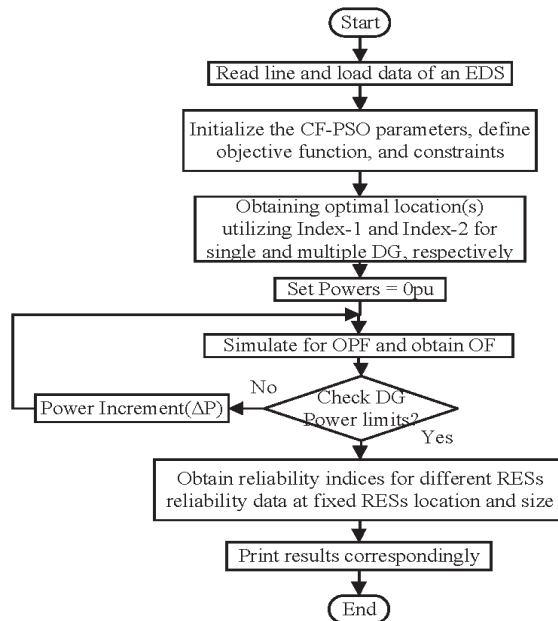 Start
Read line and load data of an EDS
Initialize the CF-PSO parameters, define
objective function, and constraints
Obtaining optimal location(s)
utilizing Index-1 and Index-2 for
single and multiple DG, respectively
Set Powers = 0pu
Simulate for OPF and obtain OF
No
Check DG
Power Increment(ΔP)
Power limits?
Yes
Obtain reliability indices for different RESs
reliability data at fixed RESs location and size
Print results correspondingly
End